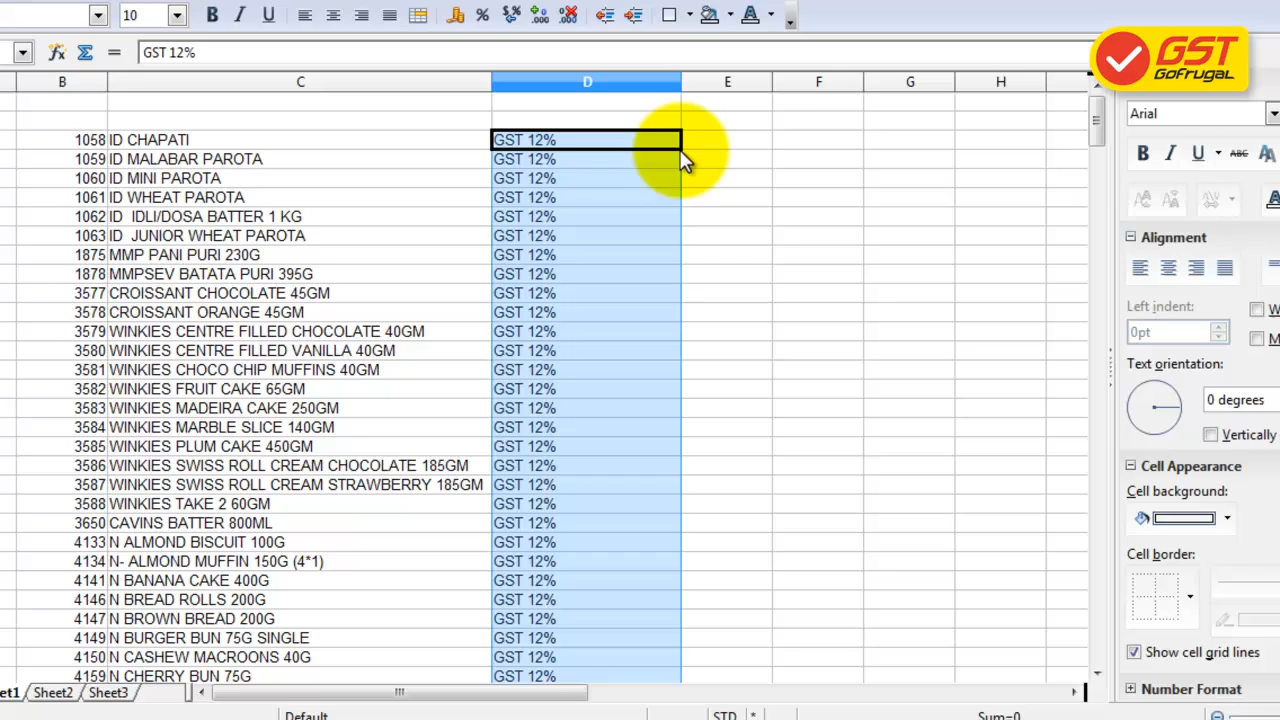 10
GST 12%
GST
GOFRUGAL
B C D E F G H
Arial
1058 ID CHAPATI GST 12%
1059 ID MALABAR PAROTA GST 12%
1060 ID MINI PAROTA GST 12%
1061 ID WHEAT PAROTA GST 12%
1062 ID  IDLI/DOSA BATTER 1 KG GST 12%
1063 ID  JUNIOR WHEAT PAROTA GST 12%
1875 MMP PANI PURI 230G GST 12%
1878 MMPSEV BATATA PURI 395G GST 12%
3577 CROISSANT CHOCOLATE 45GM GST 12%
3578 CROISSANT ORANGE 45GM GST 12%
3579 WINKIES CENTRE FILLED CHOCOLATE 40GM GST 12%
3580 WINKIES CENTRE FILLED VANILLA 40GM GST 12%
3581 WINKIES CHOCO CHIP MUFFINS 40GM GST 12%
3582 WINKIES FRUIT CAKE 65GM GST 12%
3583 WINKIES MADEIRA CAKE 250GM GST 12%
3584 WINKIES MARBLE SLICE 140GM GST 12%
3585 WINKIES PLUM CAKE 450GM GST 12%
3586 WINKIES SWISS ROLL CREAM CHOCOLATE 185GM GST 12%
3587 WINKIES SWISS ROLL CREAM STRAWBERRY 185GM GST 12%
3588 WINKIES TAKE 2 60GM GST 12%
3650 CAVINS BATTER 800ML GST 12%
4133 N ALMOND BISCUIT 100G GST 12%
4134 N- ALMOND MUFFIN 150G (4*1) GST 12%
4141 N BANANA CAKE 400G GST 12%
4146 N BREAD ROLLS 200G GST 12%
4147 N BROWN BREAD 200G GST 12%
4149 N BURGER BUN 75G SINGLE GST 12%
4150 N CASHEW MACROONS 40G GST 12%
4159 N CHERRY BUN 75G GST 12%
Alignment
Left indent:
0pt
Text orientation:
0 degrees
Vertically
Cell Appearance
Cell background:
Cell border:
Show cell grid lines
Number Format
et1 Sheet2 Sheet3
Default STD * Sum=0